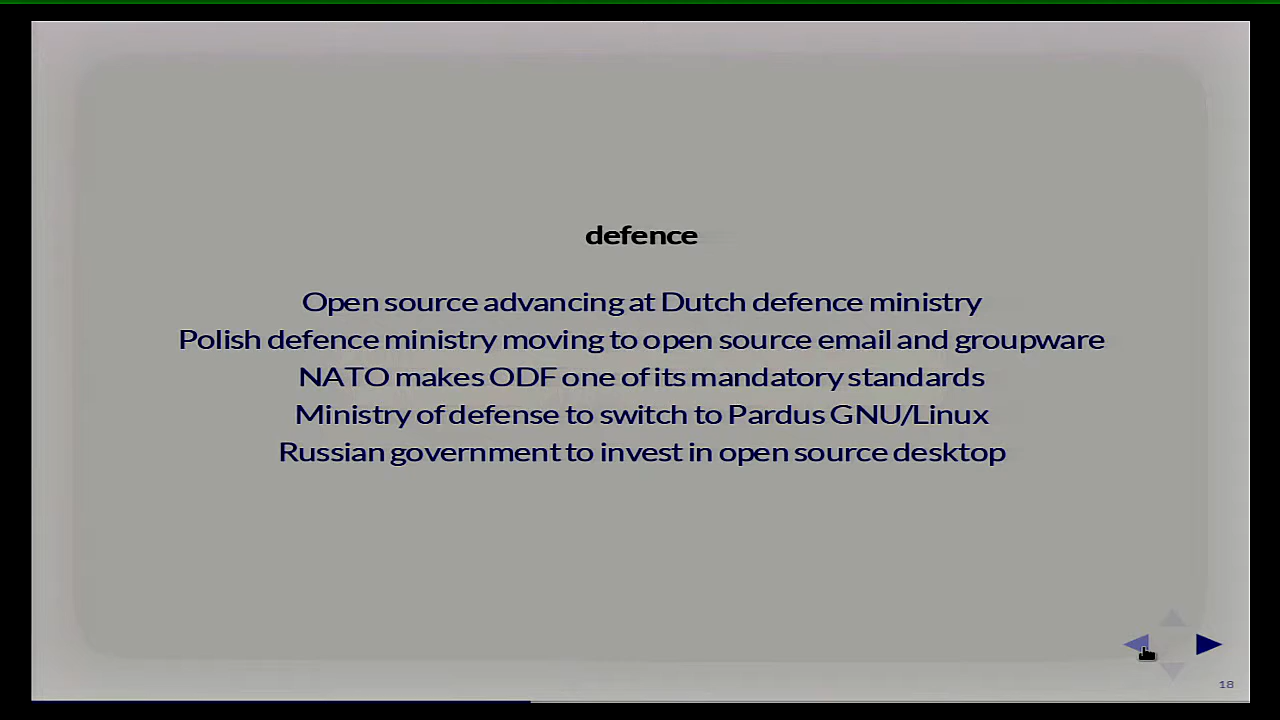 defence
Open source advancing at Dutch defence ministry
Polish defence ministry moving to open source email and groupware
NATO makes ODF one of its mandatory standards
Ministry of defense to switch to Pardus GNU/Linux
Russian government to invest in open source desktop
18